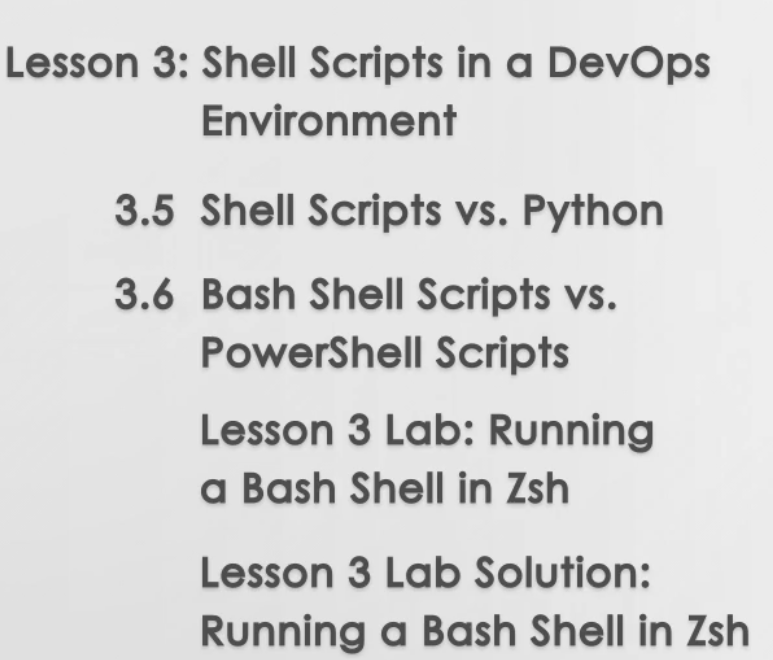 Lesson 3: Shell Scripts in a DevOps
Environment
3.5 Shell Scripts vs. Python
3.6 Bash Shell Scripts vs.
PowerShell Scripts
Lesson 3 Lab: Running
a Bash Shell in Zsh
Lesson 3 Lab Solution:
Running a Bash Shell in Zsh